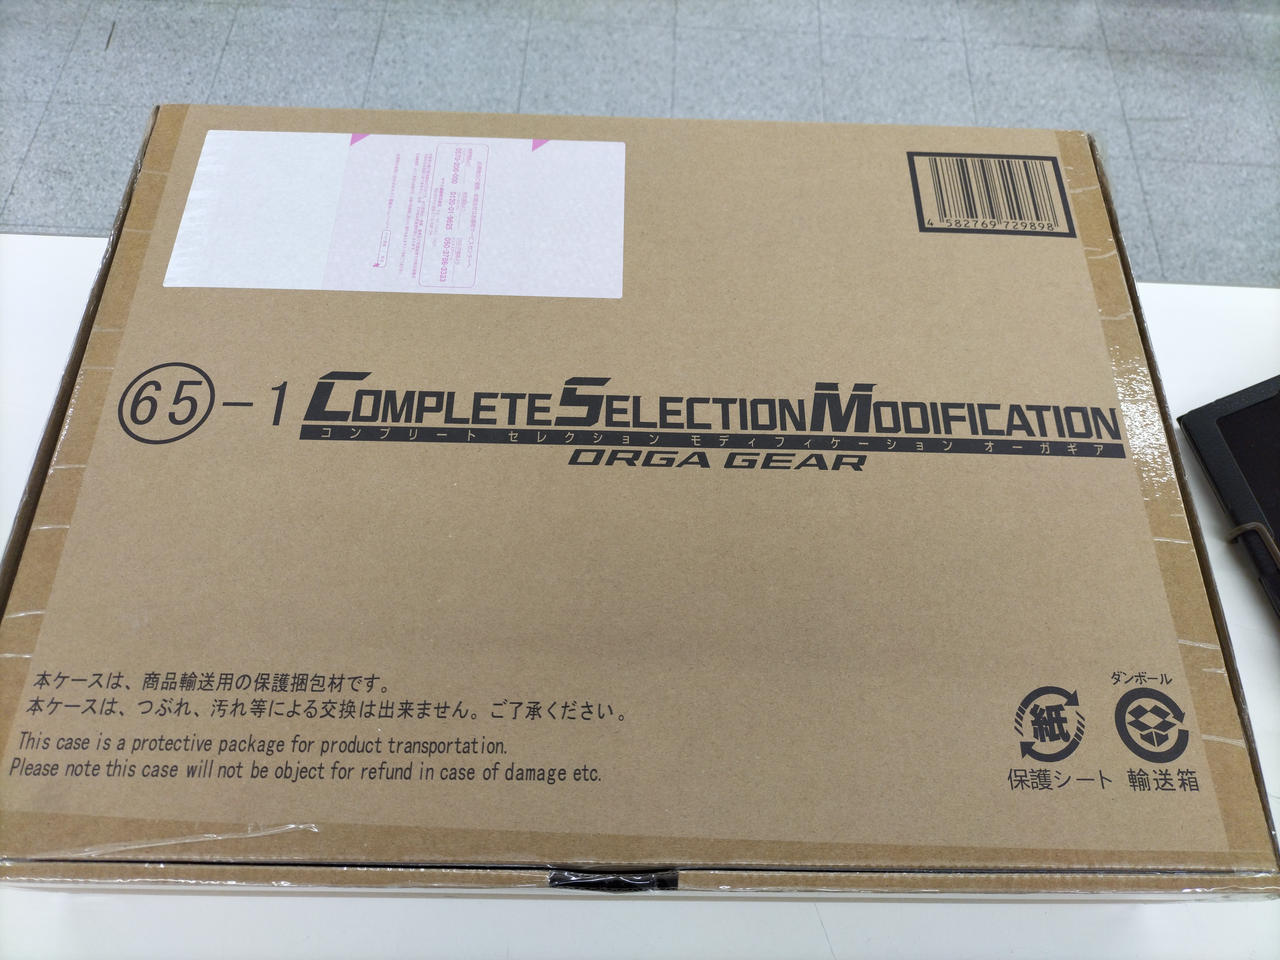 4 582769 729898
65-1
COMPLETE SELECTION MODIFICATION
コンプリート セレクション モディフィケーション オーガギア
ORGA GEAR
本ケースは、商品輸送用の保護梱包材です。
本ケースは、つぶれ、汚れ等による交換は出来ません。ご了承ください。
This case is a protective package for product transportation.
Please note this case will not be object for refund in case of damage etc.
紙
保護シート
ダンボール
輸送箱